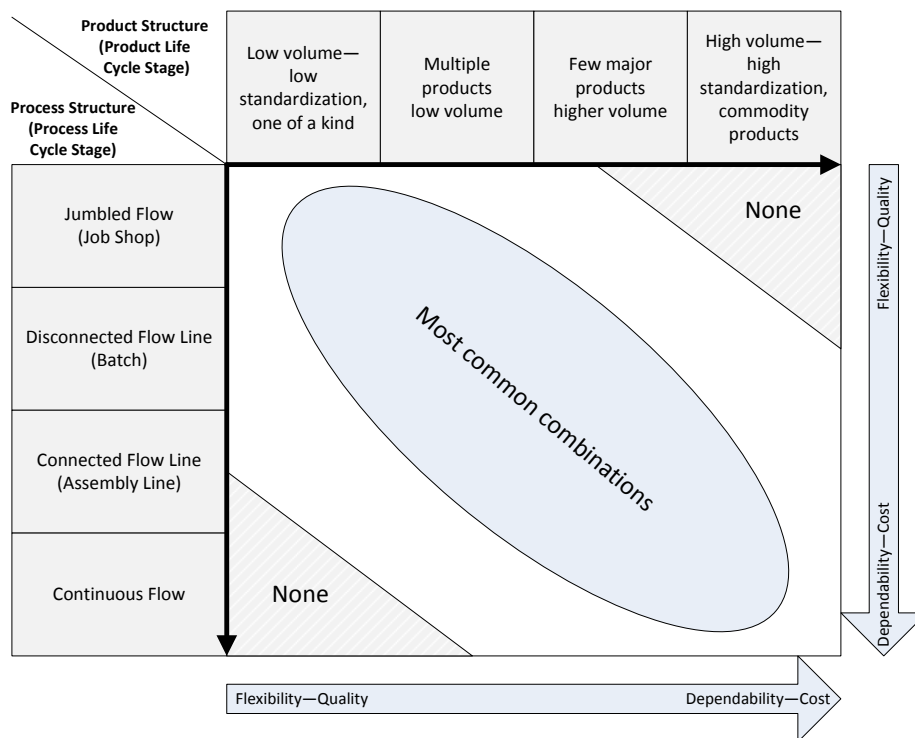 Product Structure
(Product Life
Cycle Stage)
Process Structure
(Process Life
Cycle Stage)
Low volume—
low
standardization,
one of a kind
Multiple
products
low volume
Few major
products
higher volume
High volume—
high
standardization,
commodity
products
Jumbled Flow
(Job Shop)
Disconnected Flow Line
(Batch)
Connected Flow Line
(Assembly Line)
Continuous Flow
None
Most common combinations
None
Flexibility—Quality
Dependability—Cost
Flexibility—Quality
Dependability—Cost